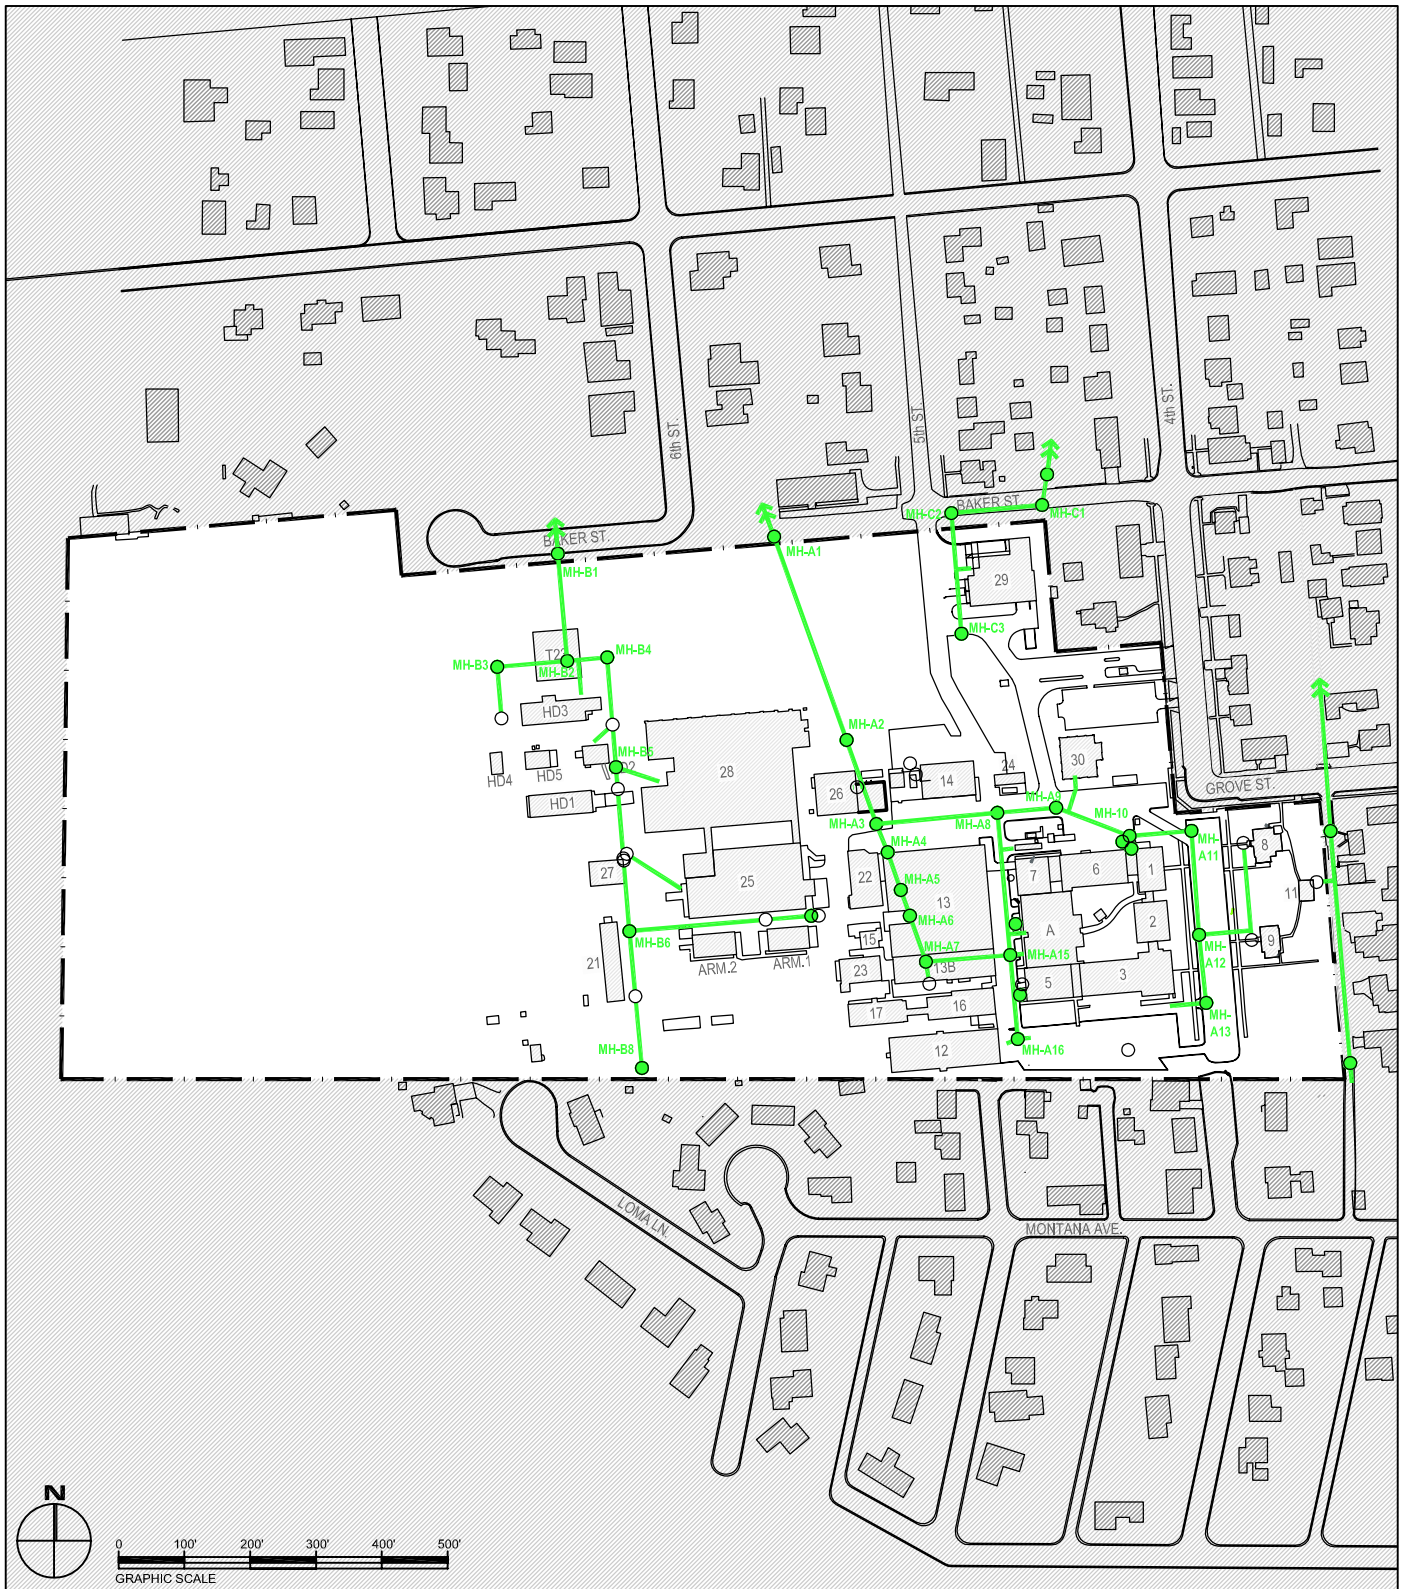 6th ST.
5th ST.
4th ST.
BAKER ST.
BAKER ST.
MH-C2
MH-C1
MH-A1
MH-B1
29
MH-C3
T23
MH-B4
MH-B3
MH-B2
HD3
MH-A2
MH-B5
HD4
HD5
28
26
14
24
30
GROVE ST.
HD1
MH-A9
MH-A8
MH-10
MH-A3
MH-
A11
MH-A4
8
27
25
22
MH-A5
13
7
6
1
11
MH-A6
MH-B6
15
A
2
9
MH-A7
MH-A15
MH-
A12
21
ARM.2
ARM.1
23
13B
5
3
17
16
MH-
A13
MH-B8
12
MH-A16
LOMA LN.
MONTANA AVE.
N
0 100' 200' 300' 400' 500'
GRAPHIC SCALE